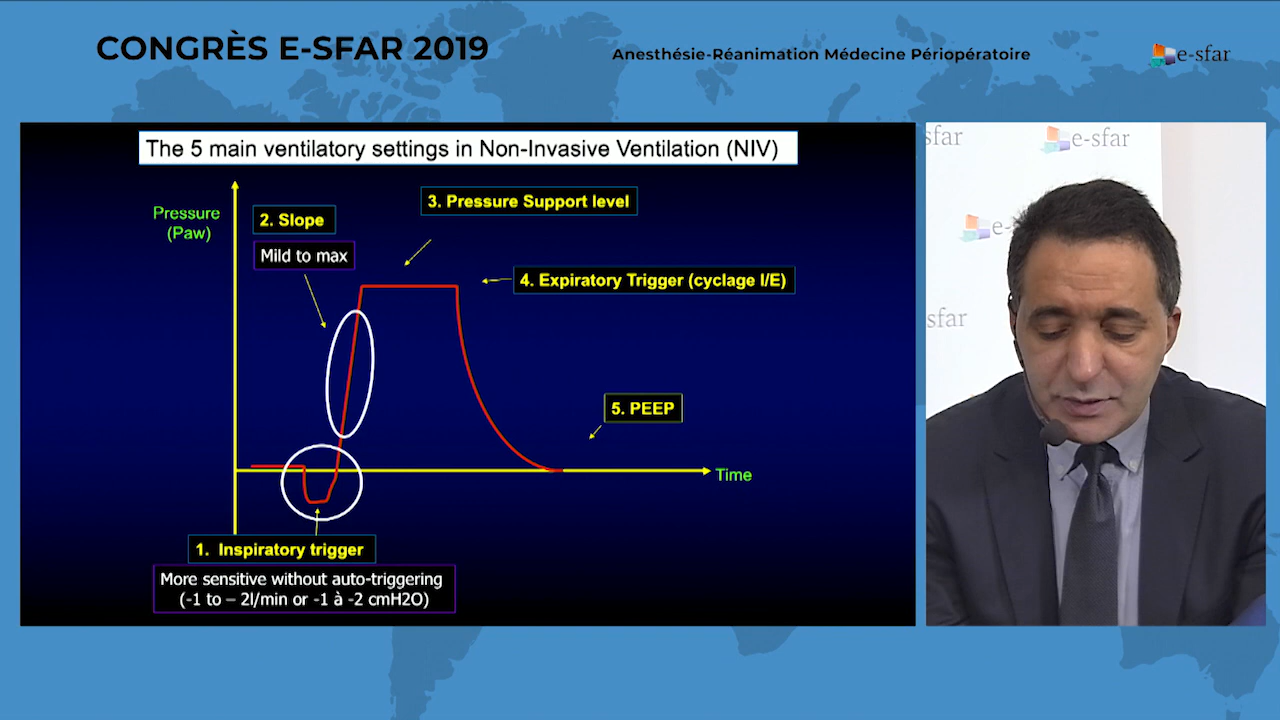 CONGRÈS E-SFAR 2019
Anesthésie-Réanimation Médecine Périopératoire
e-sfar
The 5 main ventilatory settings in Non-Invasive Ventilation (NIV)
Pressure
(Paw)
2. Slope
Mild to max
3. Pressure Support level
4. Expiratory Trigger (cyclage I/E)
5. PEEP
Time
1. Inspiratory trigger
More sensitive without auto-triggering
(-1 to – 2l/min or -1 à -2 cmH2O)
sfar
e-sfar
e-
sfar